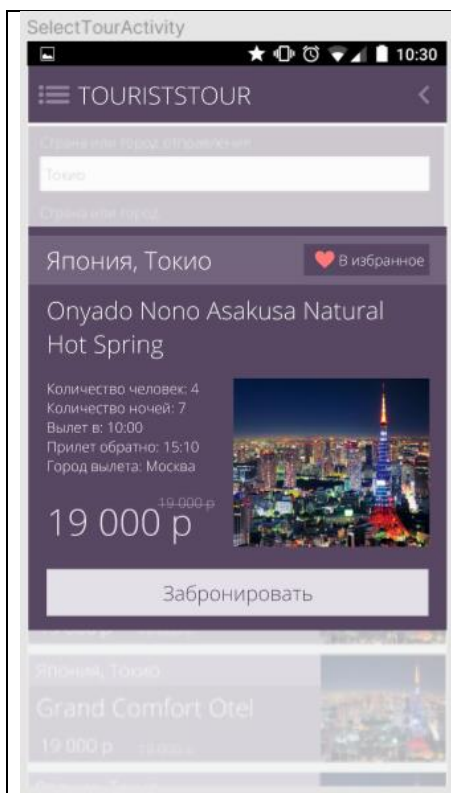 SelectTourActivity
10:30
TOURISTSTOUR
Страна или город отправления
Токио
Страна или город
Япония, Токио
В избранное
Onyado Nono Asakusa Natural
Hot Spring
Количество человек: 4
Количество ночей: 7
Вылет в: 10:00
Прилет обратно: 15:10
Город вылета: Москва
19 000 р
19 000 р
Забронировать
19 000 р
Япония, Токио
Grand Comfort Otel
19 000 р
19 000 р